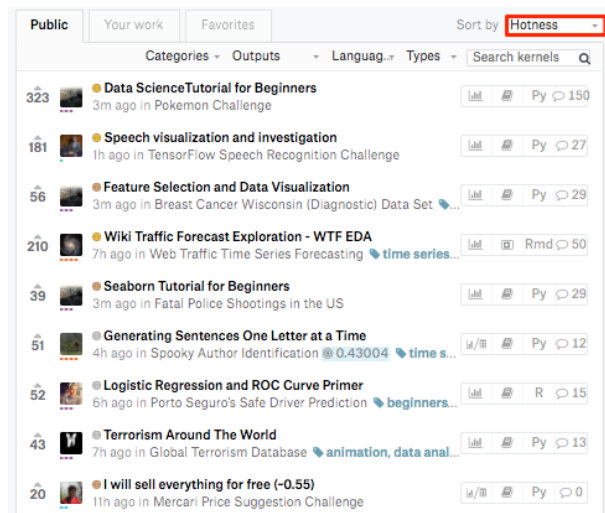 Public Your work Favorites Sort by Hotness
Categories Outputs Languag... Types Search kernels
Data ScienceTutorial for Beginners
323 3m ago in Pokemon Challenge Py 150
Speech visualization and investigation
181 1h ago in TensorFlow Speech Recognition Challenge Py 27
Feature Selection and Data Visualization
56 3m ago in Breast Cancer Wisconsin (Diagnostic) Data Set ... Py 29
Wiki Traffic Forecast Exploration - WTF EDA
210 7h ago in Web Traffic Time Series Forecasting time series... Rmd 50
Seaborn Tutorial for Beginners
39 3m ago in Fatal Police Shootings in the US Py 29
Generating Sentences One Letter at a Time
51 4h ago in Spooky Author Identification 0.43004 time s... Py 12
Logistic Regression and ROC Curve Primer
52 6h ago in Porto Seguro's Safe Driver Prediction beginners... R 15
Terrorism Around The World
43 7h ago in Global Terrorism Database animation, data anal... Py 13
I will sell everything for free (~0.55)
20 11h ago in Mercari Price Suggestion Challenge Py 0